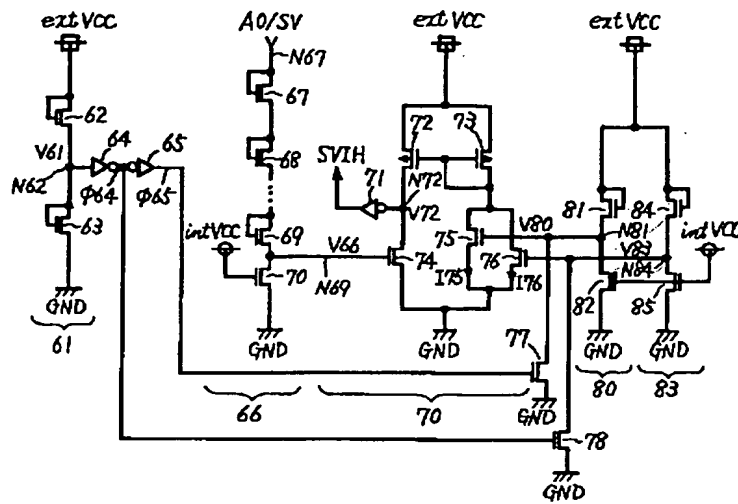 extVCC
A0/SV
extVCC
extVCC
N67
62
67
64
65
68
72
73
V61
SVIH
71
N72
N62
φ64
φ65
V72
81
84
intVCC
69
V80
N81
intVCC
63
V66
75
V83
70
74
76
N84
N69
I75
I76
82
85
GND
GND
GND
GND
GND
77
61
80
83
66
70
GND
78
GND